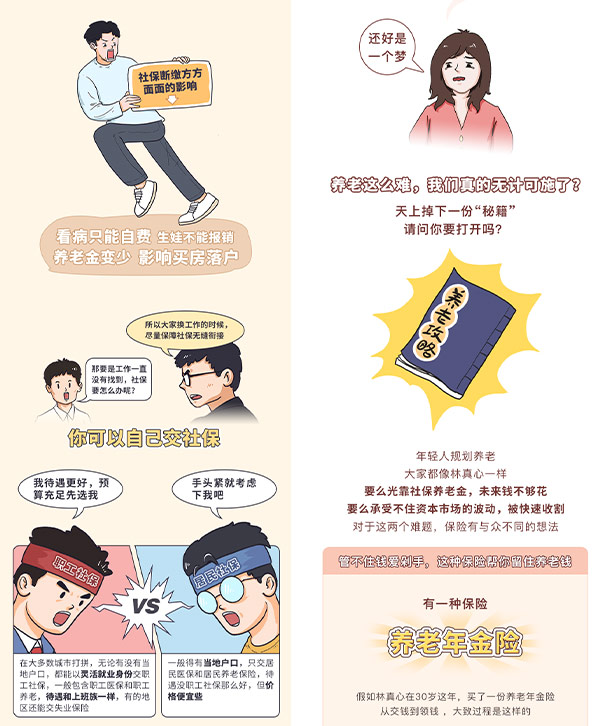 社保断缴方方
面面的影响
看病只能自费 生娃不能报销
养老金变少 影响买房落户
所以大家换工作的时候,
尽量保障社保无缝衔接
那要是工作一直
没有找到,社保
要怎么办呢?
你可以自己交社保
我待遇更好,预
算充足先选我
手头紧就考虑
下我吧
职工社保
居民社保
VS
在大多数城市打拼,无论有没有当
地户口,都能以灵活就业身份交职
工社保,一般包含职工医保和职工
养老,待遇和上班族一样,有的地
区还能交失业保险
一般得有当地户口,只交居
民医保和居民养老保险,待
遇没职工社保那么好,但价
格便宜些
还好是
一个梦
养老这么难,我们真的无计可施了?
天上掉下一份“秘籍”
请问你要打开吗?
养老攻略
年轻人规划养老
大家都像林真心一样
要么光靠社保养老金,未来钱不够花
要么承受不住资本市场的波动,被快速收割
对于这两个难题,保险有与众不同的想法
管不住钱爱剁手,这种保险帮你留住养老钱
有一种保险
养老年金险
假如林真心在30岁这年,买了一份养老年金险
从交钱到领钱,大致过程是这样的